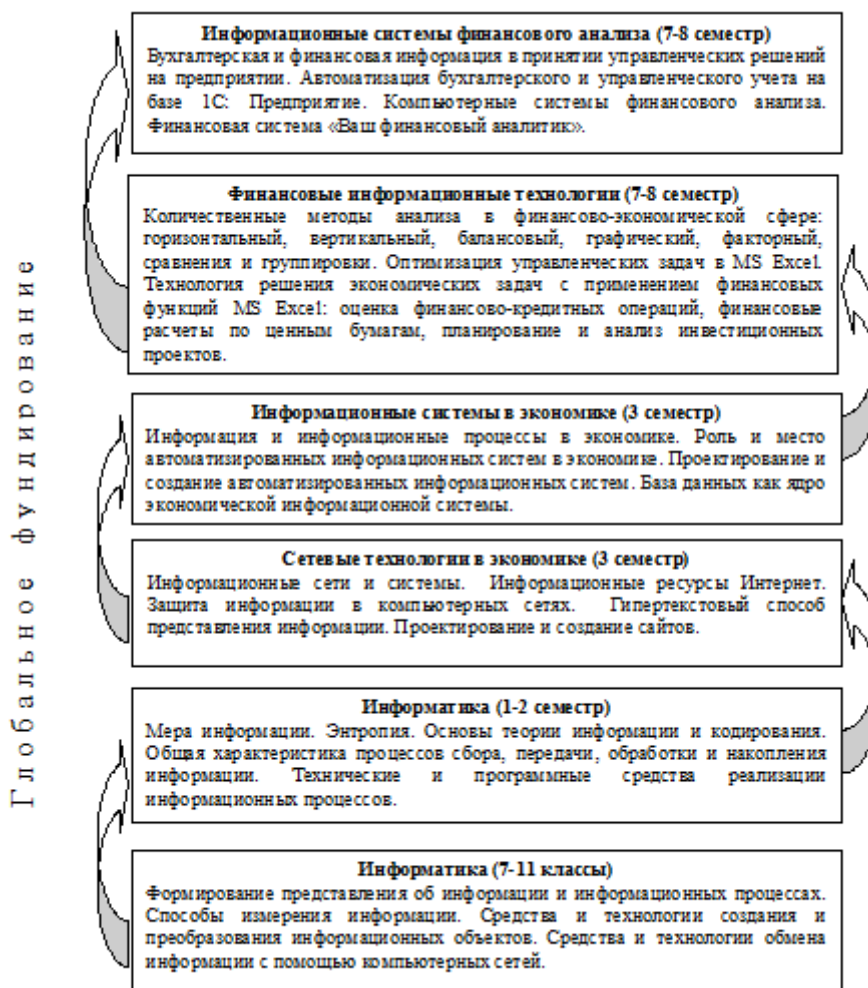 Информационные системы финансового анализа (7-8 семестр)
Бухгалтерская и финансовая информация в принятии управленческих решений
на предприятии. Автоматизация бухгалтерского и управленческого учета на
базе 1С: Предприятие. Компьютерные системы финансового анализа.
Финансовая система «Ваш финансовый аналитик».
Финансовые информационные технологии (7-8 семестр)
Количественные методы анализа в финансово-экономической сфере:
горизонтальный, вертикальный, балансовый, графический, факторный,
сравнения и группировки. Оптимизация управленческих задач в MS Excel.
Технология решения экономических задач с применением финансовых
функций MS Excel: оценка финансово-кредитных операций, финансовые
расчеты по ценным бумагам, планирование и анализ инвестиционных
проектов.
Информационные системы в экономике (3 семестр)
Информация и информационные процессы в экономике. Роль и место
автоматизированных информационных систем в экономике. Проектирование и
создание автоматизированных информационных систем. База данных как ядро
экономической информационной системы.
Сетевые технологии в экономике (3 семестр)
Информационные сети и системы. Информационные ресурсы Интернет.
Защита информации в компьютерных сетях. Гипертекстовый способ
представления информации. Проектирование и создание сайтов.
Информатика (1-2 семестр)
Мера информации. Энтропия. Основы теории информации и кодирования.
Общая характеристика процессов сбора, передачи, обработки и накопления
информации. Технические и программные средства реализации
информационных процессов.
Информатика (7-11 классы)
Формирование представления об информации и информационных процессах.
Способы измерения информации. Средства и технологии создания и
преобразования информационных объектов. Средства и технологии обмена
информации с помощью компьютерных сетей.
Глобальное фундирование